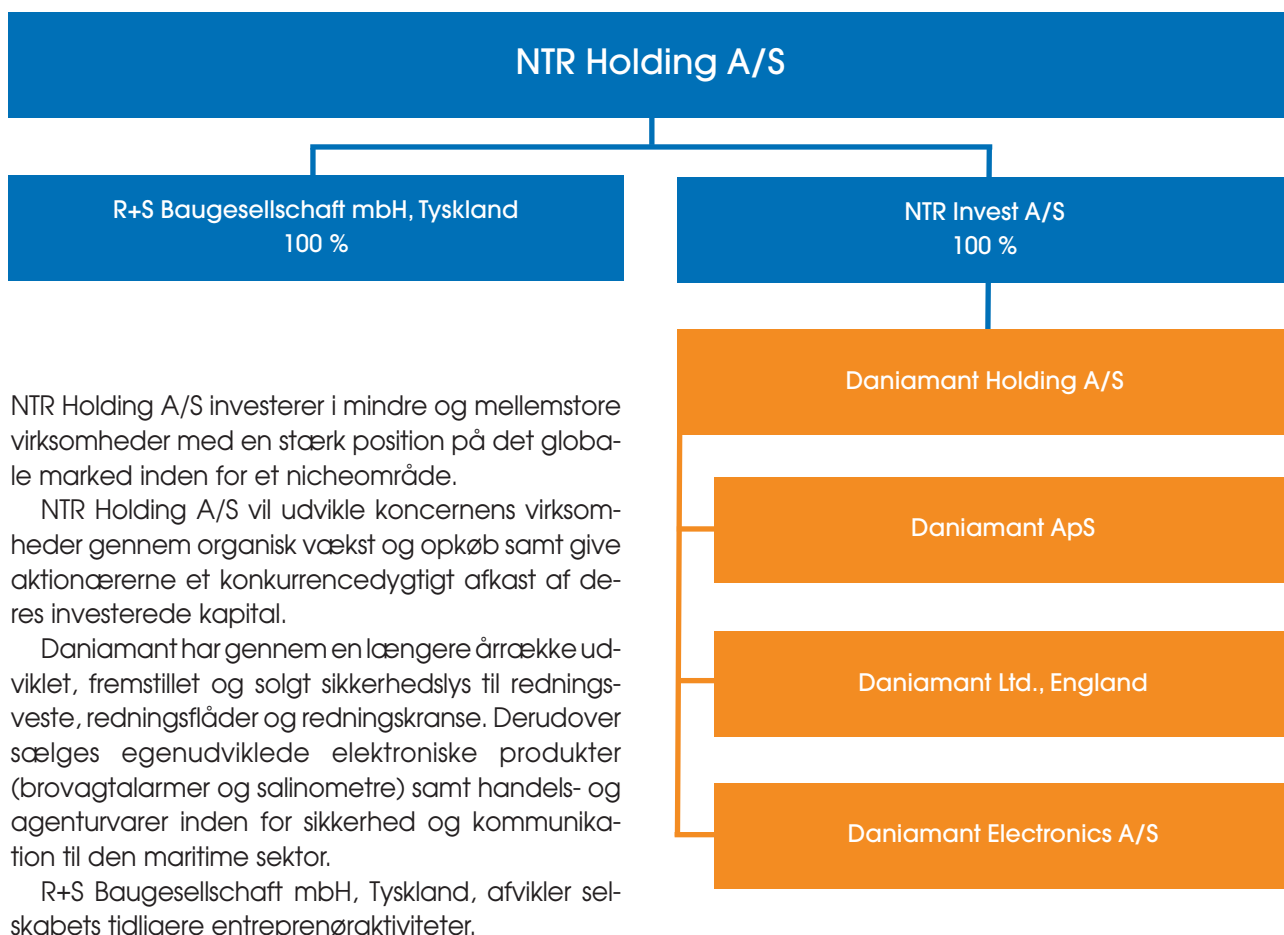 NTR Holding A/S
R+S Baugesellschaft mbH, Tyskland
100 %
NTR Invest A/S
100 %
Daniamant Holding A/S
Daniamant ApS
Daniamant Ltd., England
Daniamant Electronics A/S
NTR Holding A/S investerer i mindre og mellemstore
virksomheder med en stærk position på det globa-
le marked inden for et nicheområde.
NTR Holding A/S vil udvikle koncernens virksom-
heder gennem organisk vækst og opkøb samt give
aktionærerne et konkurrencedygtigt afkast af de-
res investerede kapital.
Daniamant har gennem en længere årrække ud-
viklet, fremstillet og solgt sikkerhedslys til rednings-
veste, redningsflåder og redningskranse. Derudover
sælges egenudviklede elektroniske produkter
(brovagtalarmer og salinometre) samt handels- og
agenturvarer inden for sikkerhed og kommunika-
tion til den maritime sektor.
R+S Baugesellschaft mbH, Tyskland, afvikler sel-
skabets tidligere entreprenøraktiviteter.